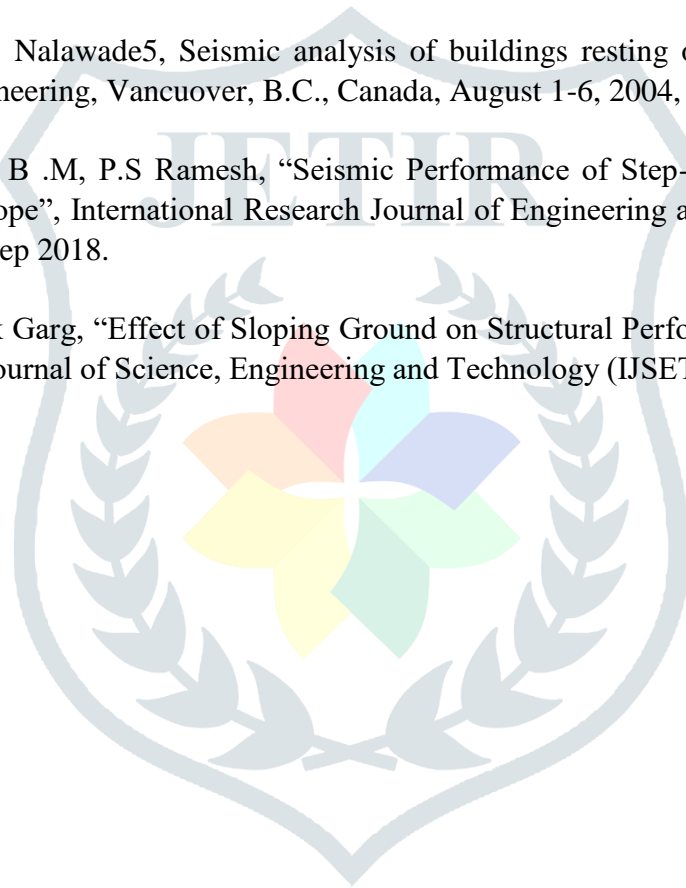 Nalawade5, Seismic analysis of buildings resting o
neering, Vancuover, B.C., Canada, August 1-6, 2004,
B .M, P.S Ramesh, “Seismic Performance of Step-
ope”, International Research Journal of Engineering a
ep 2018.
Garg, “Effect of Sloping Ground on Structural Perfo
ournal of Science, Engineering and Technology (IJSET
JETIR